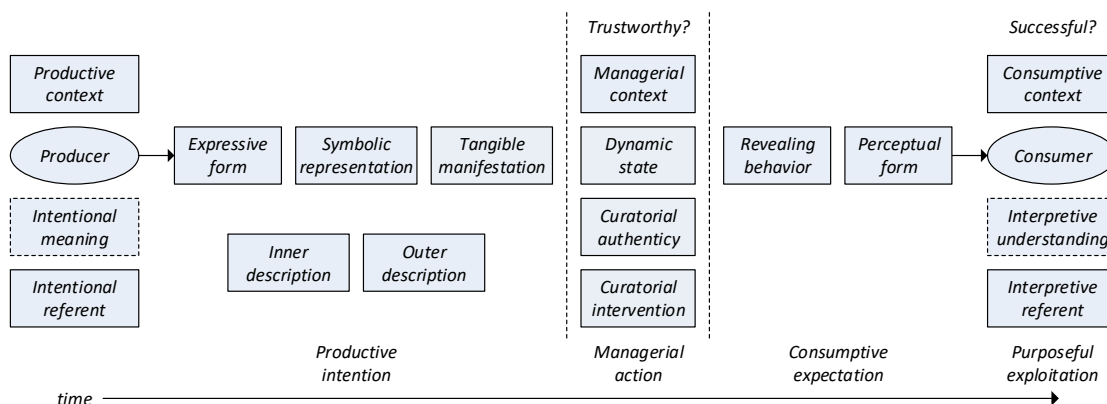 Trustworthy?
Successful?
Productive
context
Managerial
context
Consumptive
context
Producer
Expressive
form
Symbolic
representation
Tangible
manifestation
Dynamic
state
Revealing
behavior
Perceptual
form
Consumer
Intentional
meaning
Inner
description
Outer
description
Curatorial
authenticy
Interpretive
understanding
Intentional
referent
Curatorial
intervention
Interpretive
referent
Productive
intention
Managerial
action
Consumptive
expectation
Purposeful
exploitation
time